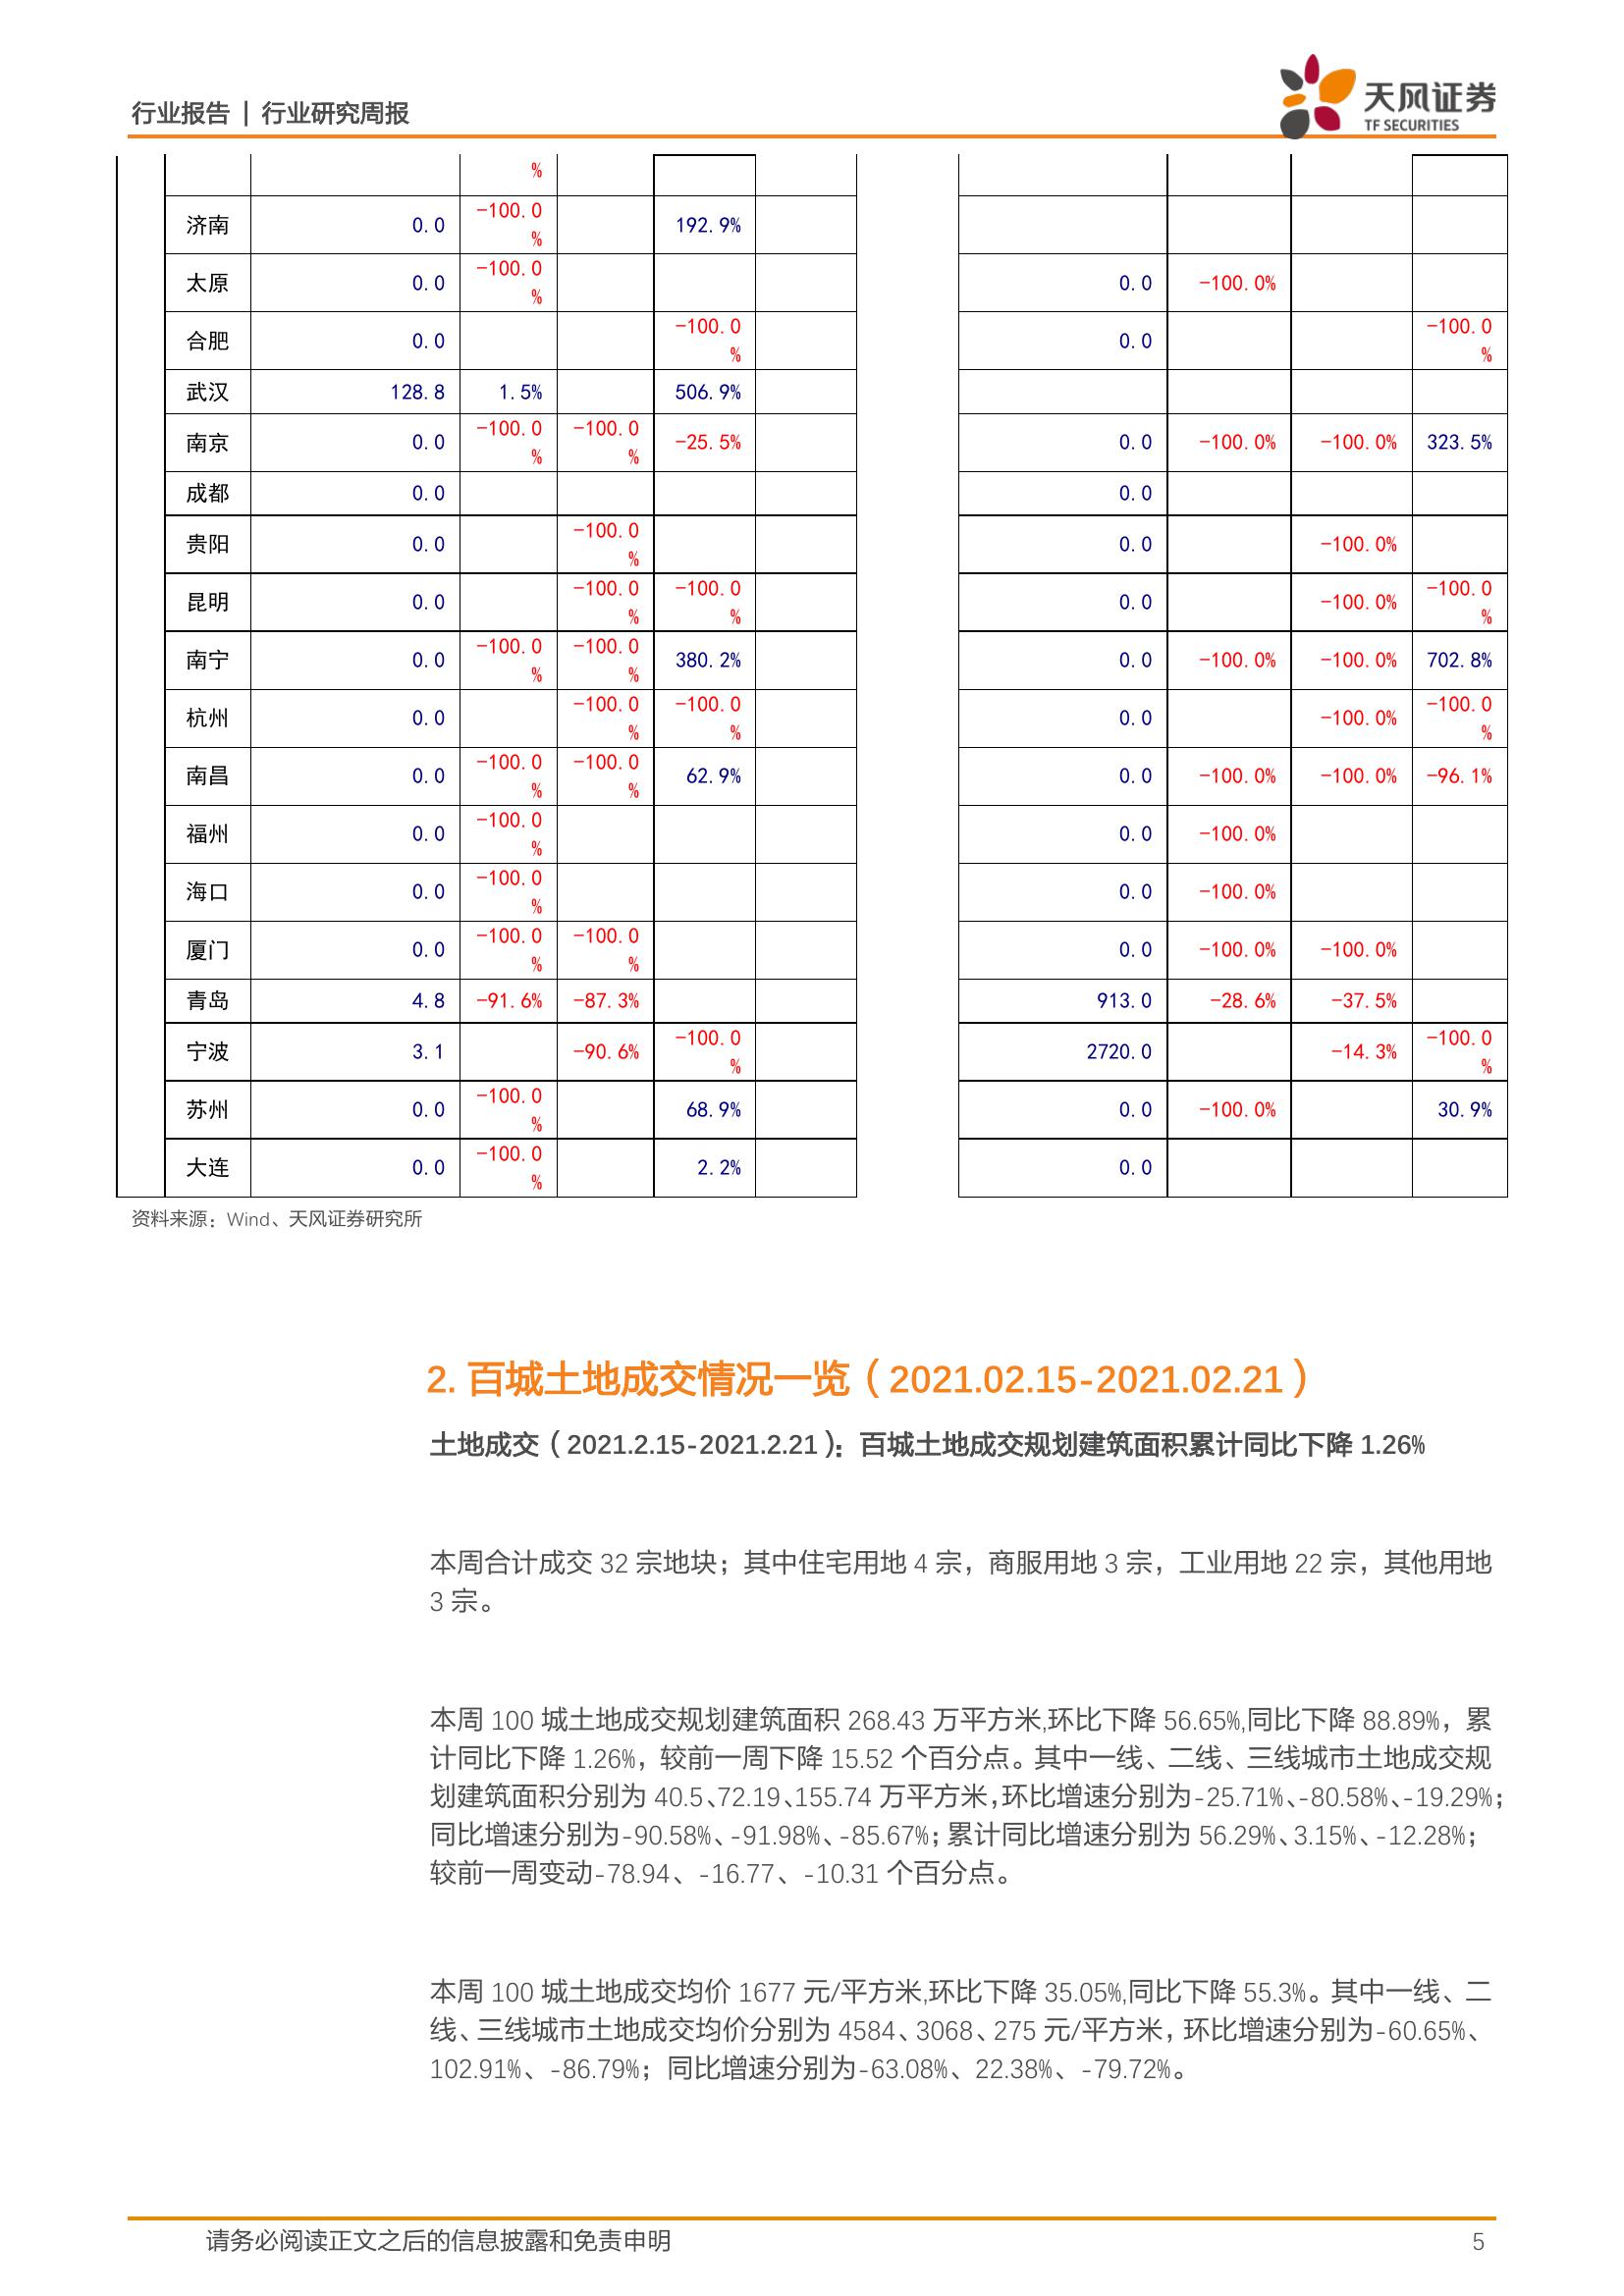 行业报告 | 行业研究周报
天风证券
TF SECURITIES
%
济南 0.0 -100.0% 192.9%
太原 0.0 -100.0% 0.0 -100.0%
合肥 0.0 -100.0% 0.0 -100.0%
武汉 128.8 1.5% 506.9%
南京 0.0 -100.0% -100.0% -25.5% 0.0 -100.0% -100.0% 323.5%
成都 0.0 0.0
贵阳 0.0 -100.0% 0.0 -100.0%
昆明 0.0 -100.0% -100.0% 0.0 -100.0% -100.0%
南宁 0.0 -100.0% -100.0% 380.2% 0.0 -100.0% -100.0% 702.8%
杭州 0.0 -100.0% -100.0% 0.0 -100.0% -100.0%
南昌 0.0 -100.0% -100.0% 62.9% 0.0 -100.0% -100.0% -96.1%
福州 0.0 -100.0% 0.0 -100.0%
海口 0.0 -100.0% 0.0 -100.0%
厦门 0.0 -100.0% -100.0% 0.0 -100.0% -100.0%
青岛 4.8 -91.6% -87.3% 913.0 -28.6% -37.5%
宁波 3.1 -90.6% -100.0% 2720.0 -14.3% -100.0%
苏州 0.0 -100.0% 68.9% 0.0 -100.0% 30.9%
大连 0.0 -100.0% 2.2% 0.0
资料来源：Wind、天风证券研究所
2. 百城土地成交情况一览（2021.02.15-2021.02.21）
土地成交（2021.2.15-2021.2.21）：百城土地成交规划建筑面积累计同比下降 1.26%
本周合计成交 32 宗地块；其中住宅用地 4 宗，商服用地 3 宗，工业用地 22 宗，其他用地
3 宗。
本周 100 城土地成交规划建筑面积 268.43 万平方米,环比下降 56.65%,同比下降 88.89%，累
计同比下降 1.26%，较前一周下降 15.52 个百分点。其中一线、二线、三线城市土地成交规
划建筑面积分别为 40.5、72.19、155.74 万平方米，环比增速分别为-25.71%、-80.58%、-19.29%；
同比增速分别为-90.58%、-91.98%、-85.67%；累计同比增速分别为 56.29%、3.15%、-12.28%；
较前一周变动-78.94、-16.77、-10.31 个百分点。
本周 100 城土地成交均价 1677 元/平方米,环比下降 35.05%,同比下降 55.3%。其中一线、二
线、三线城市土地成交均价分别为 4584、3068、275 元/平方米，环比增速分别为-60.65%、
102.91%、-86.79%；同比增速分别为-63.08%、22.38%、-79.72%。
请务必阅读正文之后的信息披露和免责申明 5